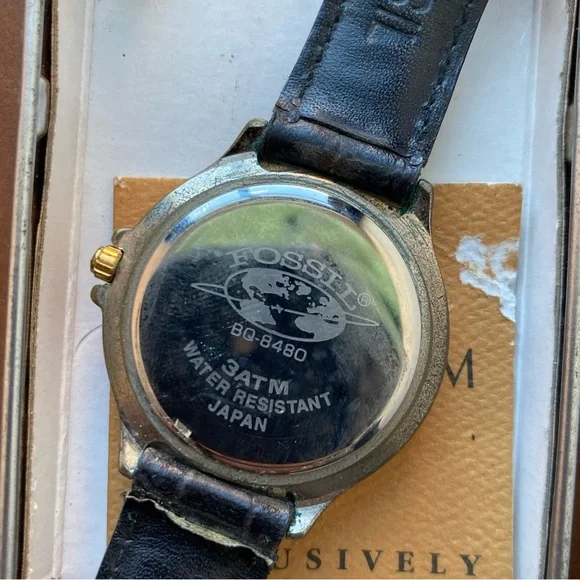 FOSSIL®
BQ-8480
3ATM
WATER RESISTANT
JAPAN
M
USIVELY